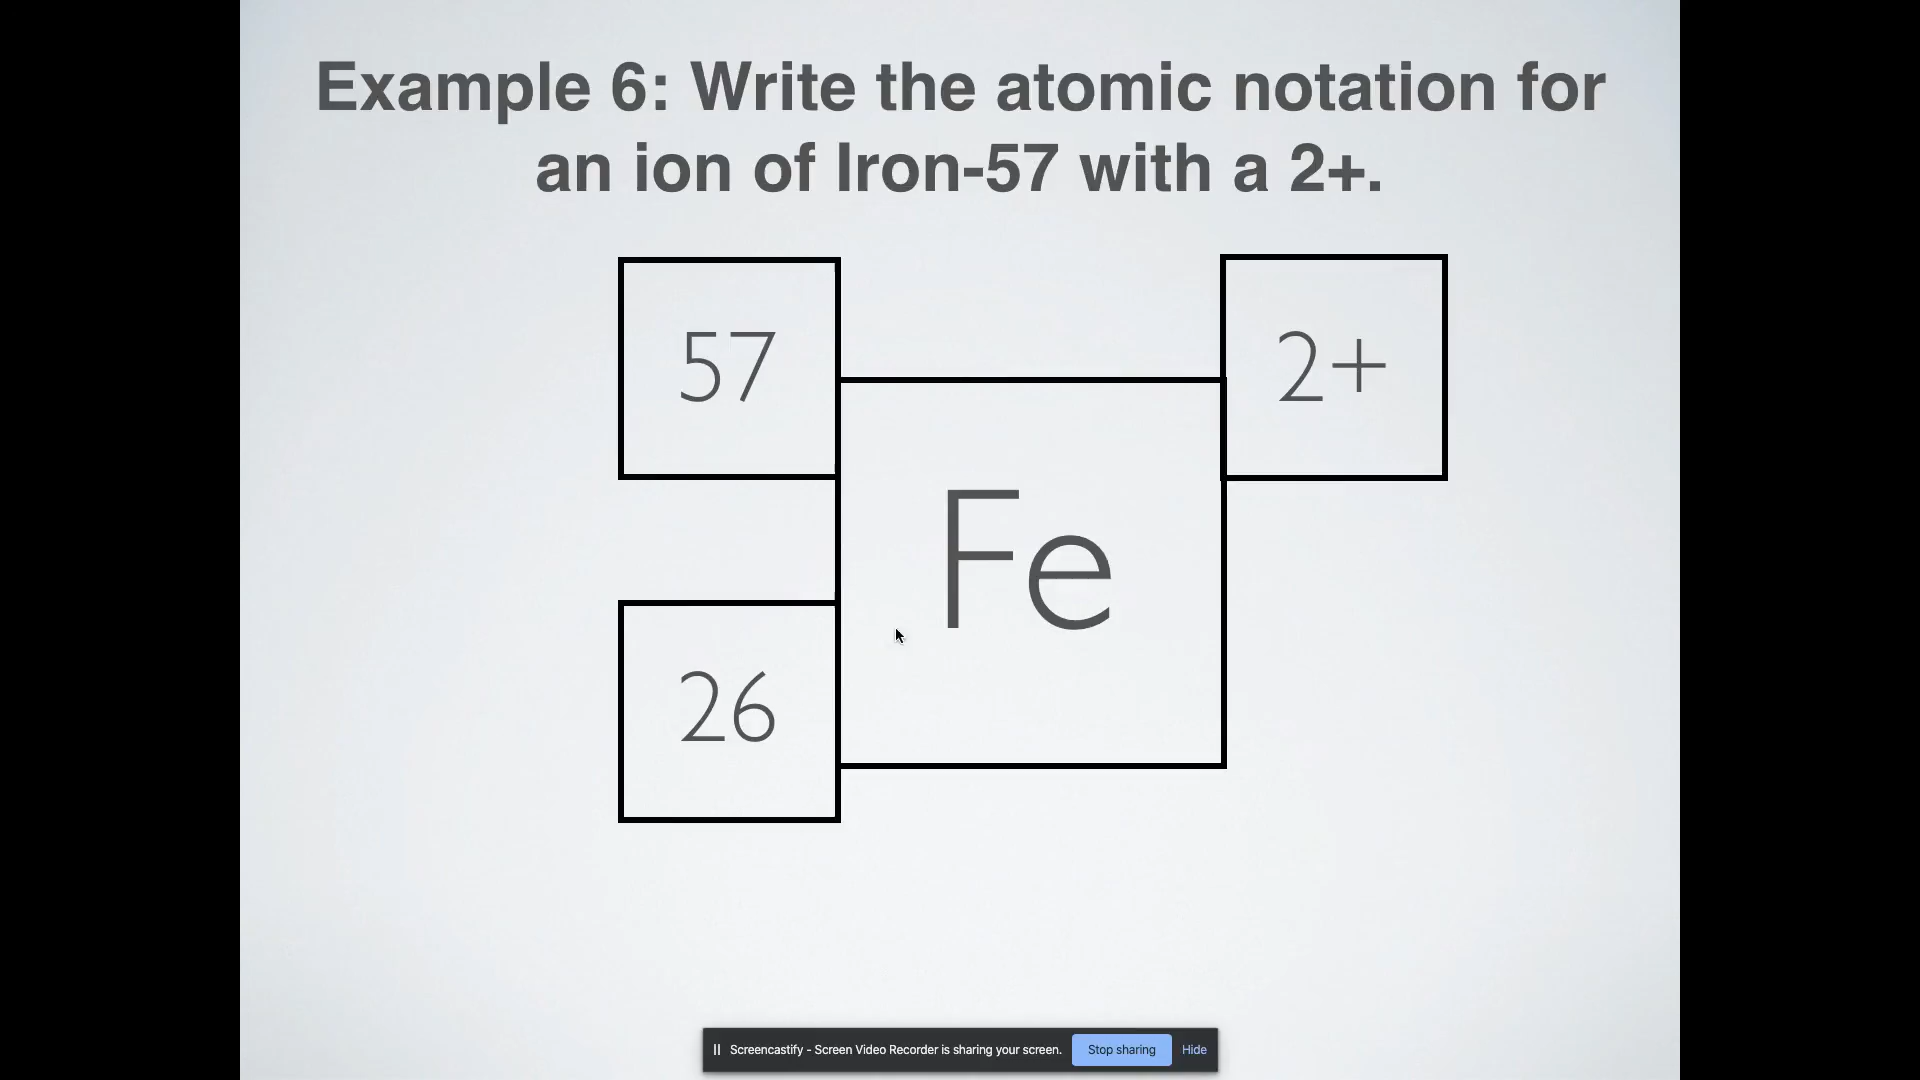 Example 6: Write the atomic notation for
an ion of Iron-57 with a 2+.
57
2+
Fe
26
Screencastify - Screen Video Recorder is sharing your screen.
Stop sharing
Hide